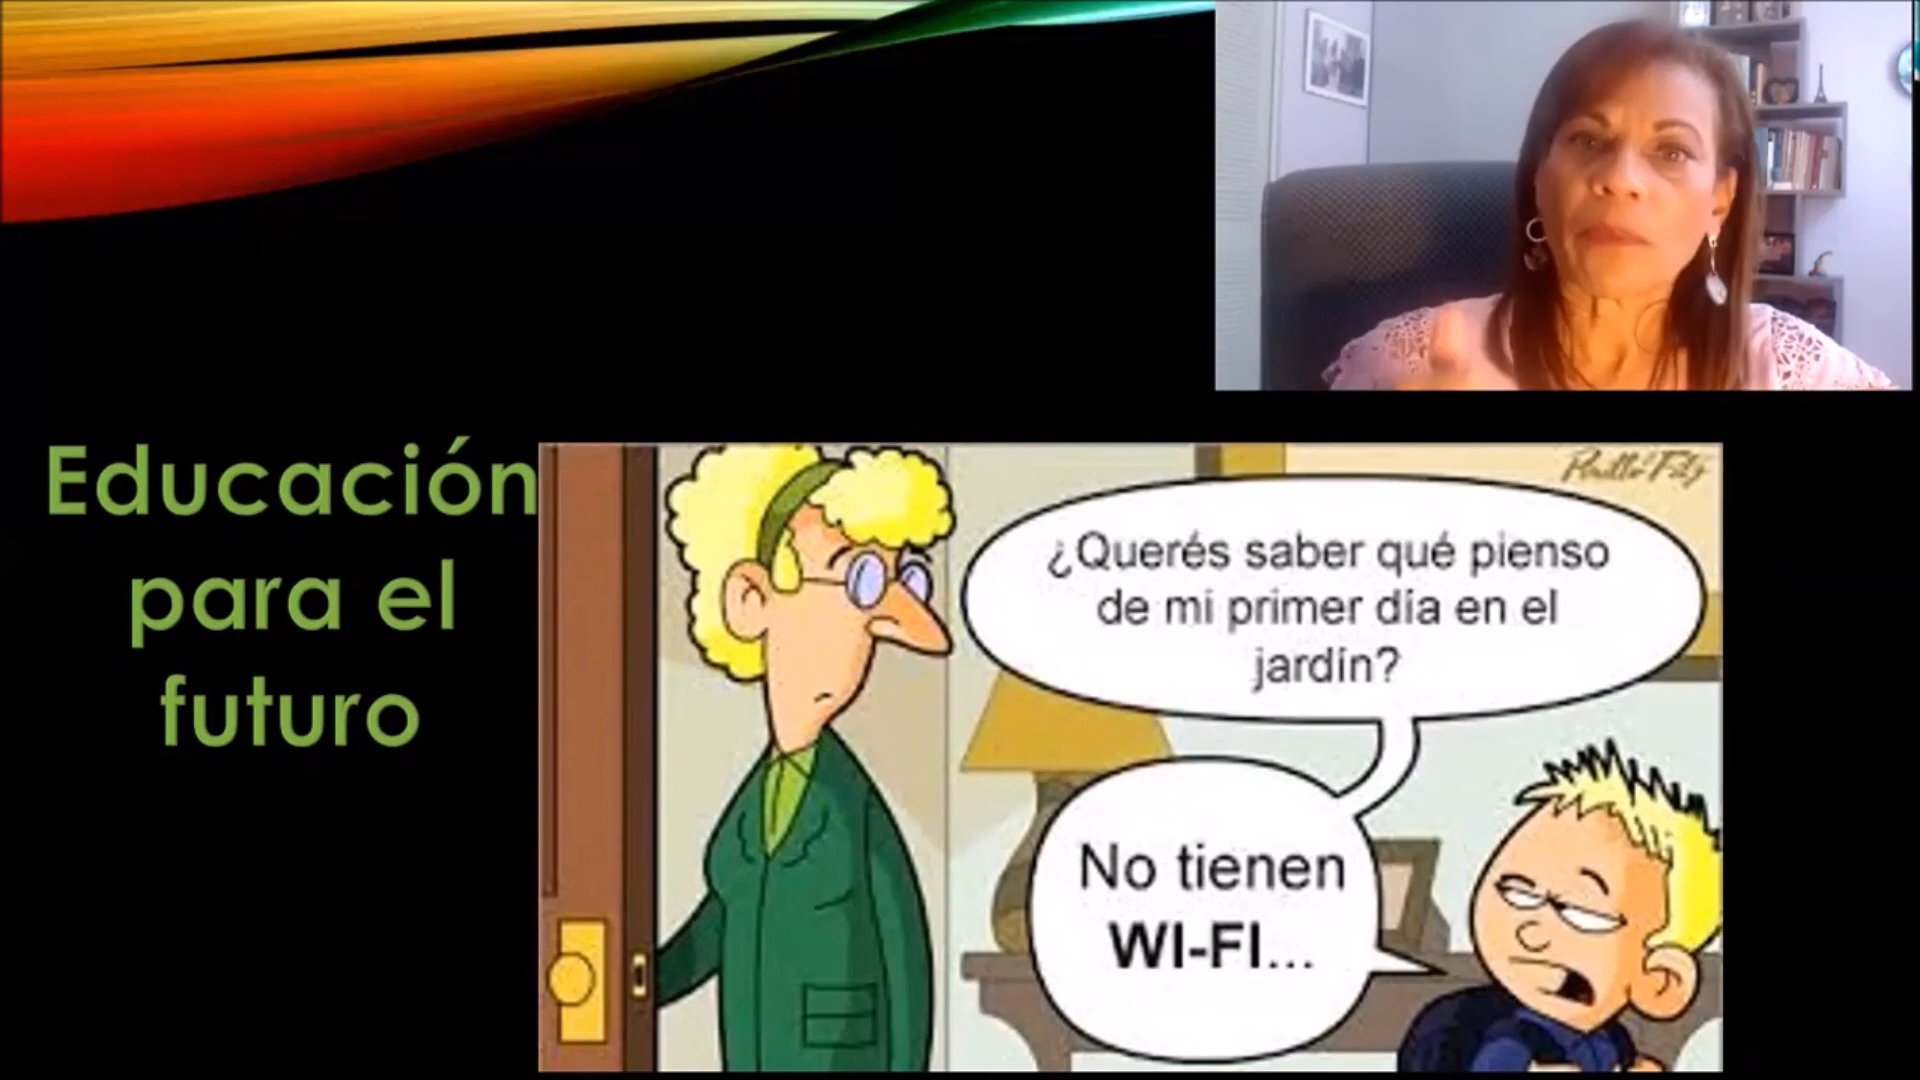 Educación
para el
futuro
¿Querés saber qué pienso
de mi primer día en el
jardín?
No tienen
WI-FI...